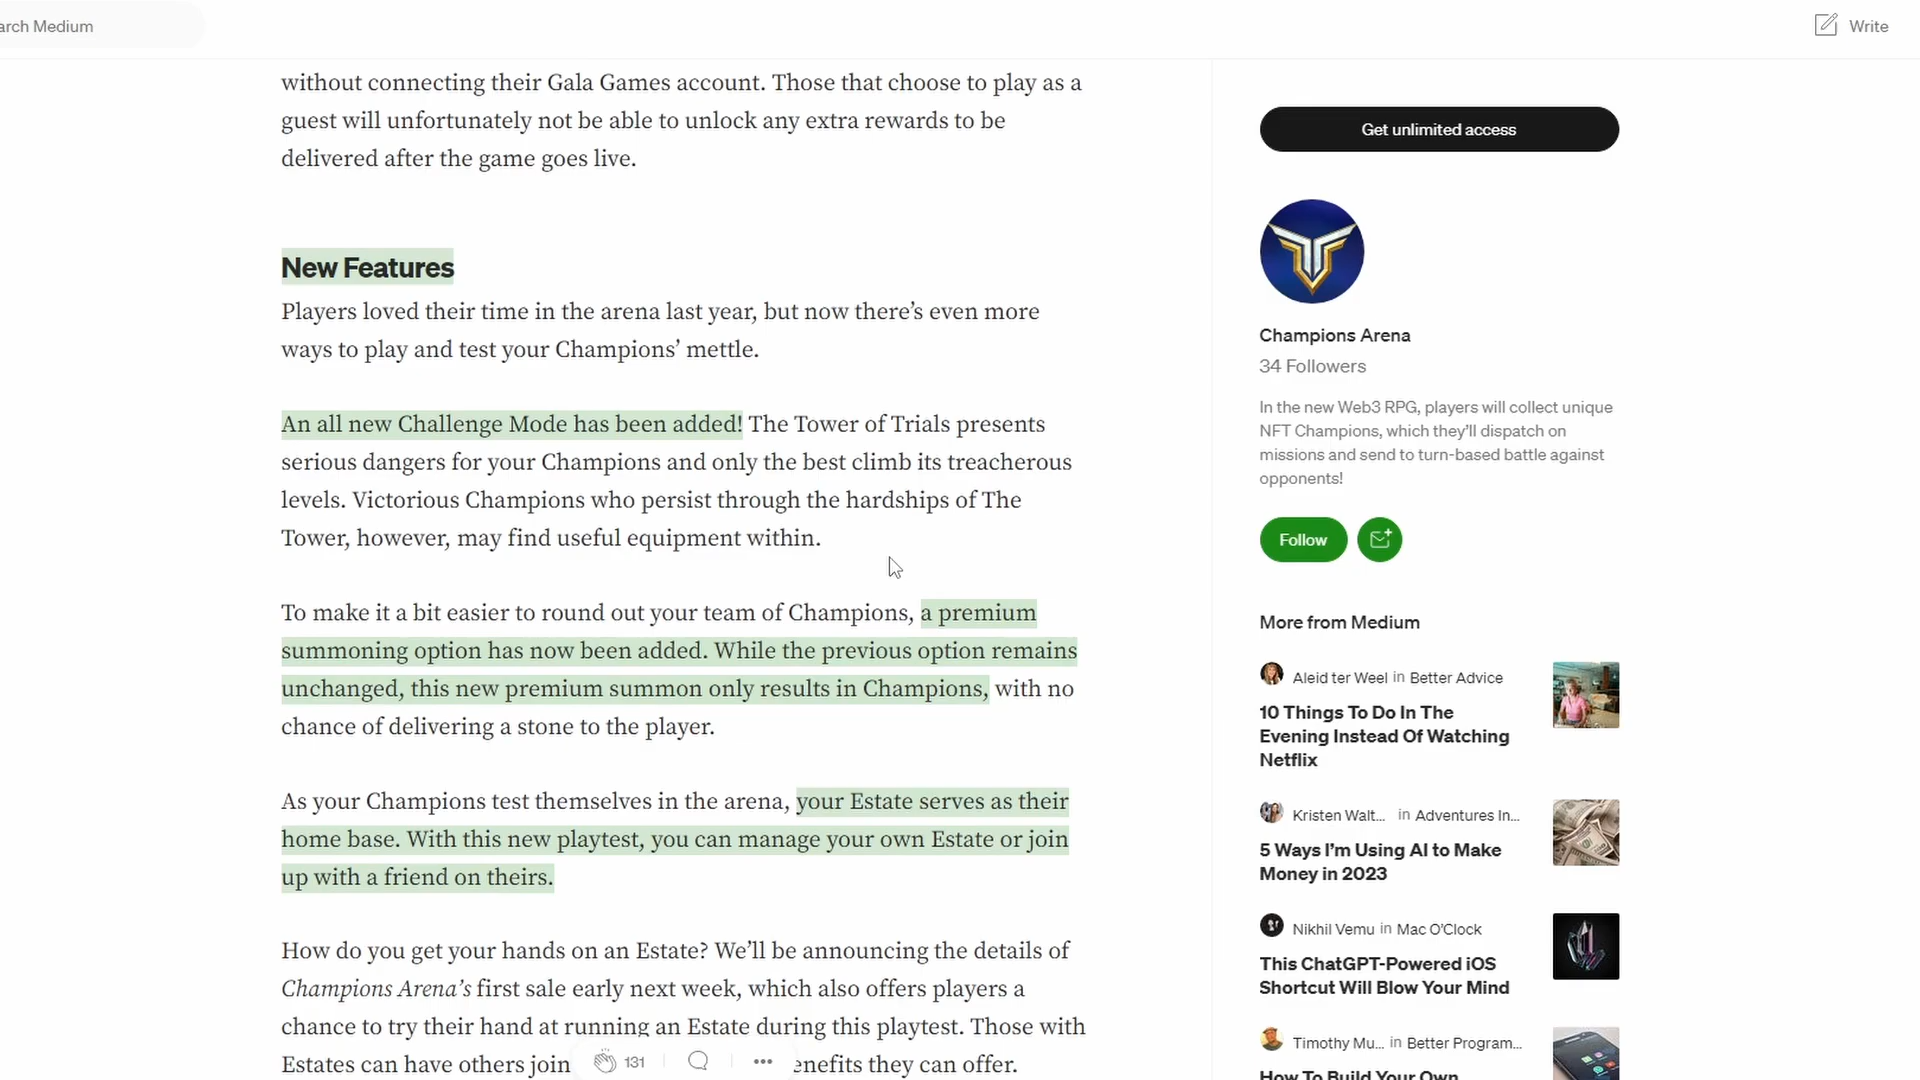 arch Medium
Write
without connecting their Gala Games account. Those that choose to play as a
guest will unfortunately not be able to unlock any extra rewards to be
delivered after the game goes live.
New Features
Players loved their time in the arena last year, but now there’s even more
ways to play and test your Champions’ mettle.
An all new Challenge Mode has been added! The Tower of Trials presents
serious dangers for your Champions and only the best climb its treacherous
levels. Victorious Champions who persist through the hardships of The
Tower, however, may find useful equipment within.
To make it a bit easier to round out your team of Champions, a premium
summoning option has now been added. While the previous option remains
unchanged, this new premium summon only results in Champions, with no
chance of delivering a stone to the player.
As your Champions test themselves in the arena, your Estate serves as their
home base. With this new playtest, you can manage your own Estate or join
up with a friend on theirs.
How do you get your hands on an Estate? We’ll be announcing the details of
Champions Arena’s first sale early next week, which also offers players a
chance to try their hand at running an Estate during this playtest. Those with
Estates can have others join
enefits they can offer.
131
Get unlimited access
Champions Arena
34 Followers
In the new Web3 RPG, players will collect unique
NFT Champions, which they’ll dispatch on
missions and send to turn-based battle against
opponents!
Follow
More from Medium
Aleid ter Weel in Better Advice
10 Things To Do In The
Evening Instead Of Watching
Netflix
Kristen Walt... in Adventures In...
5 Ways I’m Using AI to Make
Money in 2023
Nikhil Vemu in Mac O’Clock
This ChatGPT-Powered iOS
Shortcut Will Blow Your Mind
Timothy Mu... in Better Program...
How To Build Your Own